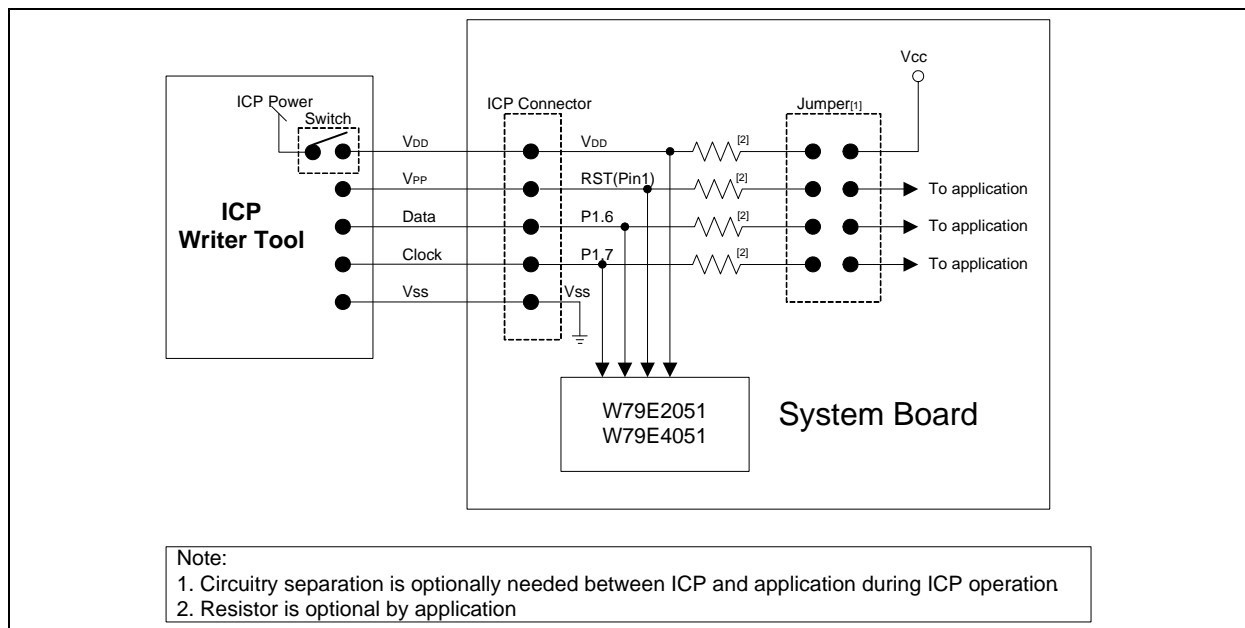 Vcc
ICP Power
Switch
ICP Connector
Jumper[1]
VDD
VDD
[2]
VPP
RST(Pin1)
[2]
To application
ICP
Writer Tool
Data
P1.6
[2]
To application
Clock
P1.7
[2]
To application
Vss
Vss
W79E2051
W79E4051
System Board
Note:
1. Circuitry separation is optionally needed between ICP and application during ICP operation.
2. Resistor is optional by application